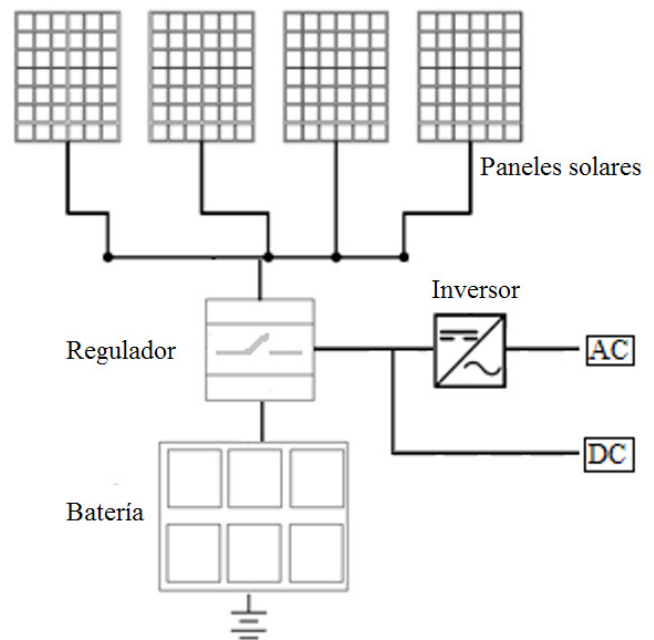 Paneles solares
Inversor
Regulador
AC
DC
Batería